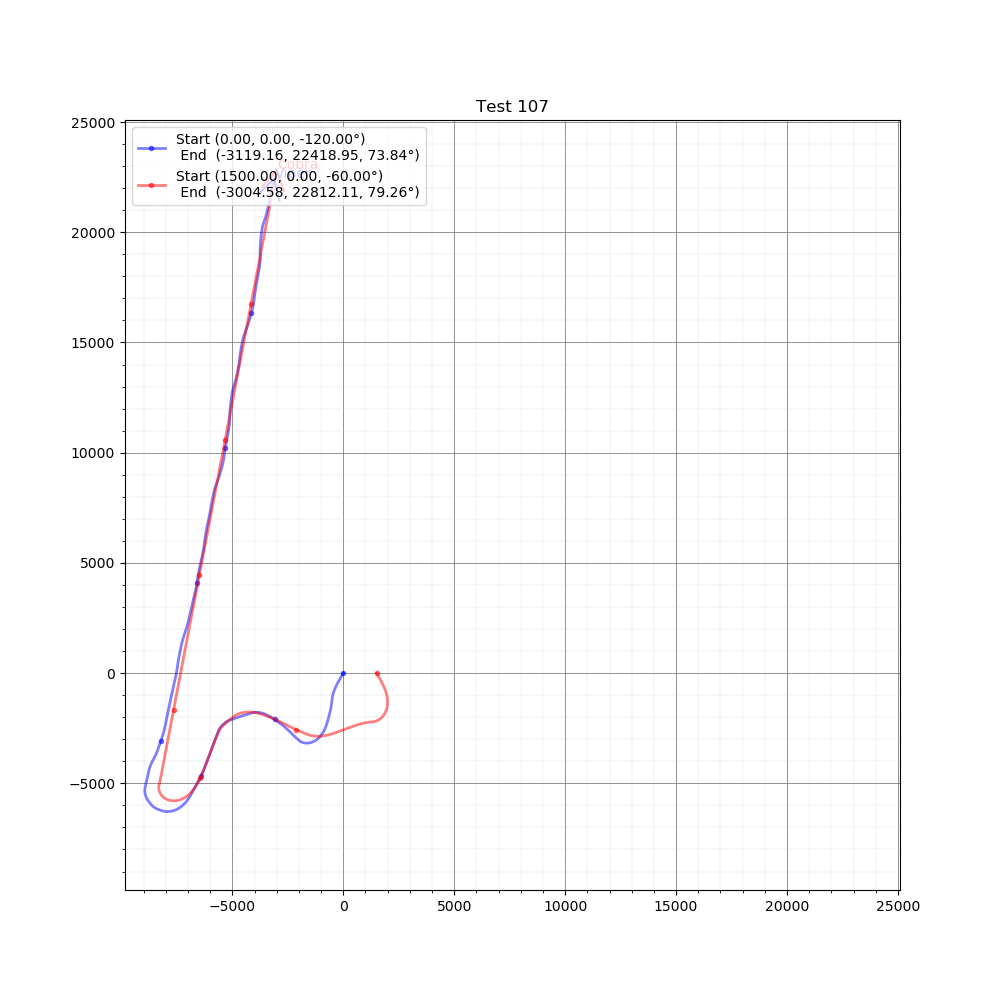 Test 107
Start (0.00, 0.00, -120.00°)
End (-3119.16, 22418.95, 73.84°)
Start (1500.00, 0.00, -60.00°)
End (-3004.58, 22812.11, 79.26°)
Cobra
25000
20000
15000
10000
5000
0
−5000
−5000 0 5000 10000 15000 20000 25000